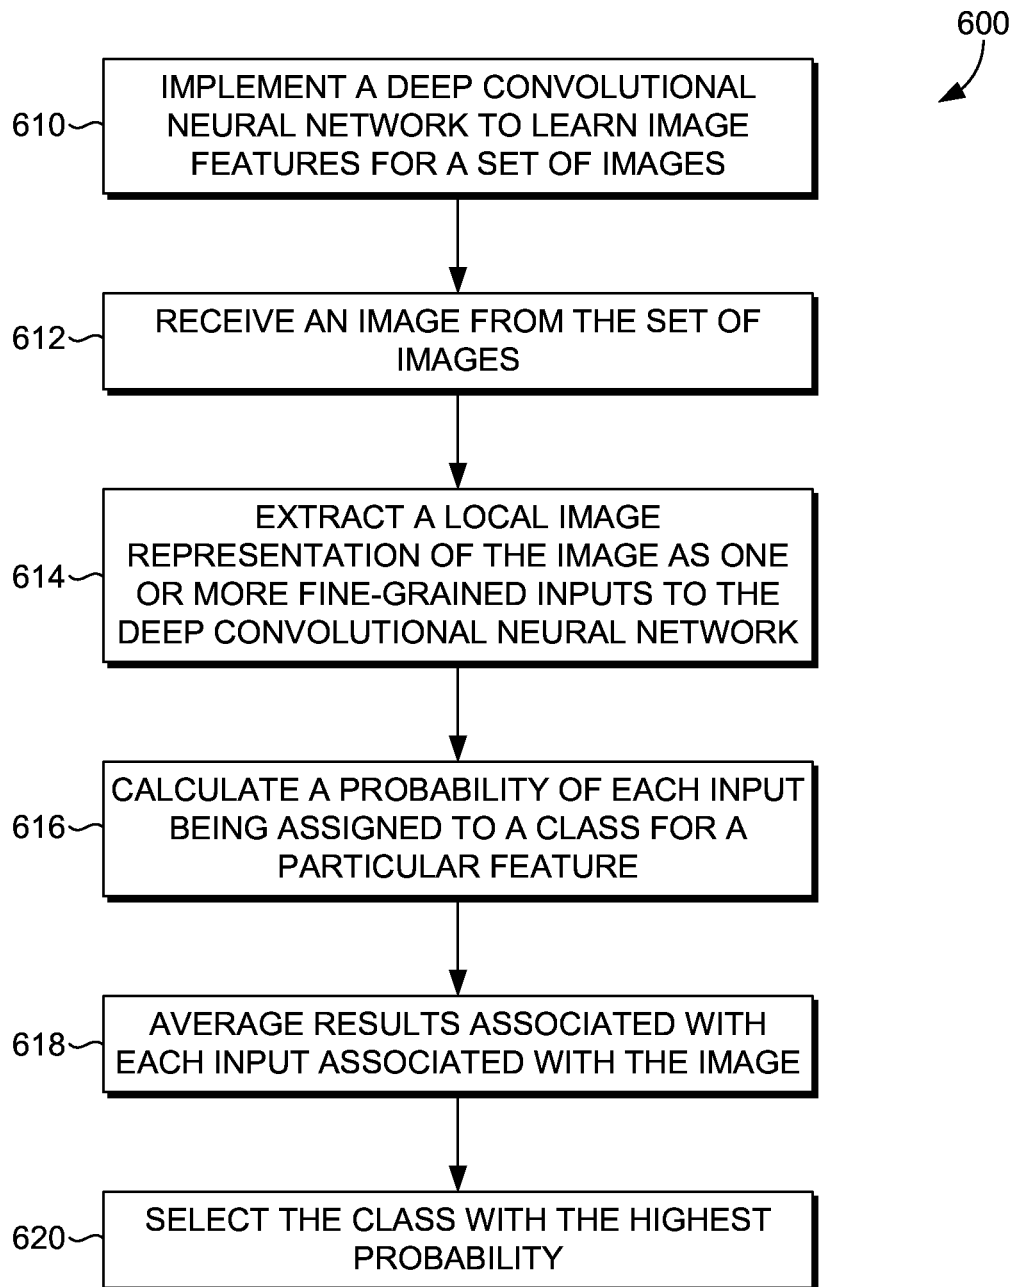 600
610
IMPLEMENT A DEEP CONVOLUTIONAL
NEURAL NETWORK TO LEARN IMAGE
FEATURES FOR A SET OF IMAGES
612
RECEIVE AN IMAGE FROM THE SET OF
IMAGES
614
EXTRACT A LOCAL IMAGE
REPRESENTATION OF THE IMAGE AS ONE
OR MORE FINE-GRAINED INPUTS TO THE
DEEP CONVOLUTIONAL NEURAL NETWORK
616
CALCULATE A PROBABILITY OF EACH INPUT
BEING ASSIGNED TO A CLASS FOR A
PARTICULAR FEATURE
618
AVERAGE RESULTS ASSOCIATED WITH
EACH INPUT ASSOCIATED WITH THE IMAGE
620
SELECT THE CLASS WITH THE HIGHEST
PROBABILITY